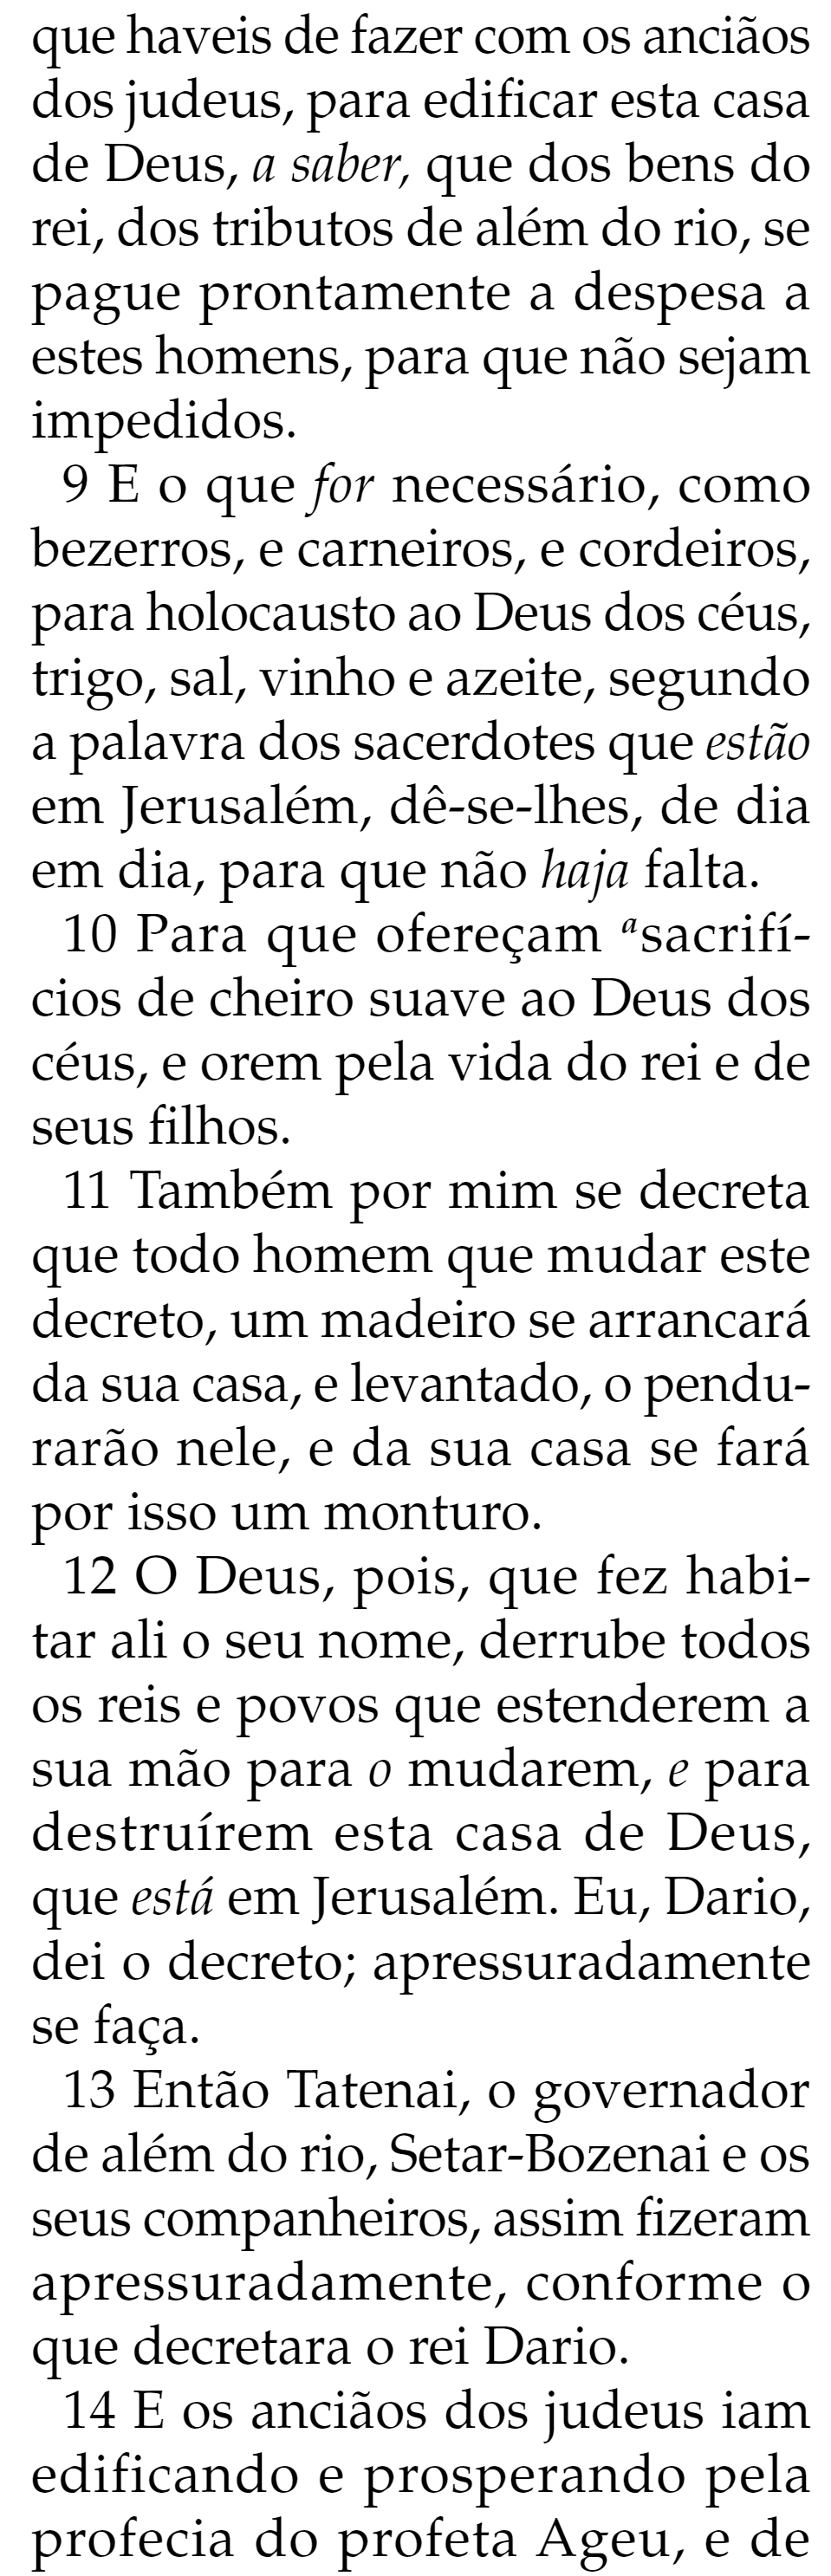 que haveis de fazer com os anciãos
dos judeus, para edificar esta casa
de Deus, a saber, que dos bens do
rei, dos tributos de além do rio, se
pague prontamente a despesa a
estes homens, para que não sejam
impedidos.
9 E o que for necessário, como
bezerros, e carneiros, e cordeiros,
para holocausto ao Deus dos céus,
trigo, sal, vinho e azeite, segundo
a palavra dos sacerdotes que estão
em Jerusalém, dê-se-lhes, de dia
em dia, para que não haja falta.
10 Para que ofereçam ᵃsacrifí-
cios de cheiro suave ao Deus dos
céus, e orem pela vida do rei e de
seus filhos.
11 Também por mim se decreta
que todo homem que mudar este
decreto, um madeiro se arrancará
da sua casa, e levantado, o pendu-
rarão nele, e da sua casa se fará
por isso um monturo.
12 O Deus, pois, que fez habi-
tar ali o seu nome, derrube todos
os reis e povos que estenderem a
sua mão para o mudarem, e para
destruírem esta casa de Deus,
que está em Jerusalém. Eu, Dario,
dei o decreto; apressuradamente
se faça.
13 Então Tatenai, o governador
de além do rio, Setar-Bozenai e os
seus companheiros, assim fizeram
apressuradamente, conforme o
que decretara o rei Dario.
14 E os anciãos dos judeus iam
edificando e prosperando pela
profecia do profeta Ageu, e de